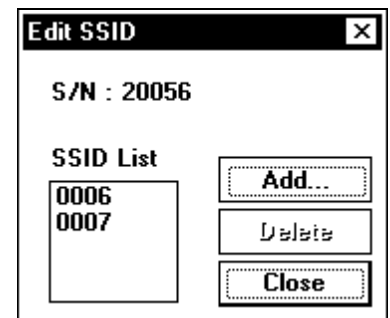 Edit SSID
S/N : 20056
SSID List
0006
0007
Add...
Delete
Close